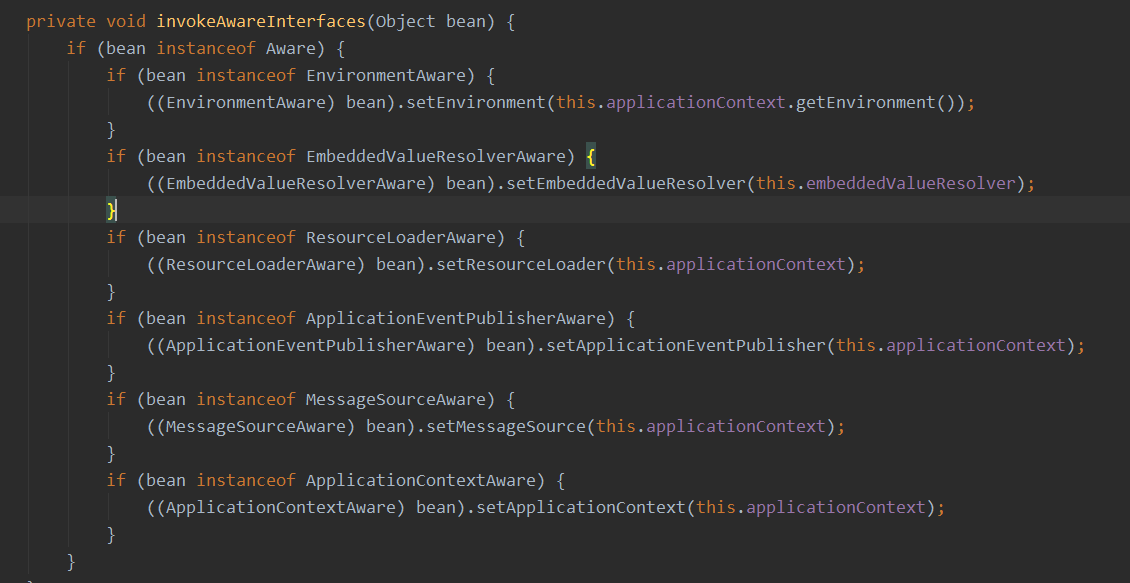 private void invokeAwareInterfaces(Object bean) {
if (bean instanceof Aware) {
if (bean instanceof EnvironmentAware) {
((EnvironmentAware) bean).setEnvironment(this.applicationContext.getEnvironment());
}
if (bean instanceof EmbeddedValueResolverAware) {
((EmbeddedValueResolverAware) bean).setEmbeddedValueResolver(this.embeddedValueResolver);
}
if (bean instanceof ResourceLoaderAware) {
((ResourceLoaderAware) bean).setResourceLoader(this.applicationContext);
}
if (bean instanceof ApplicationEventPublisherAware) {
((ApplicationEventPublisherAware) bean).setApplicationEventPublisher(this.applicationContext);
}
if (bean instanceof MessageSourceAware) {
((MessageSourceAware) bean).setMessageSource(this.applicationContext);
}
if (bean instanceof ApplicationContextAware) {
((ApplicationContextAware) bean).setApplicationContext(this.applicationContext);
}
}